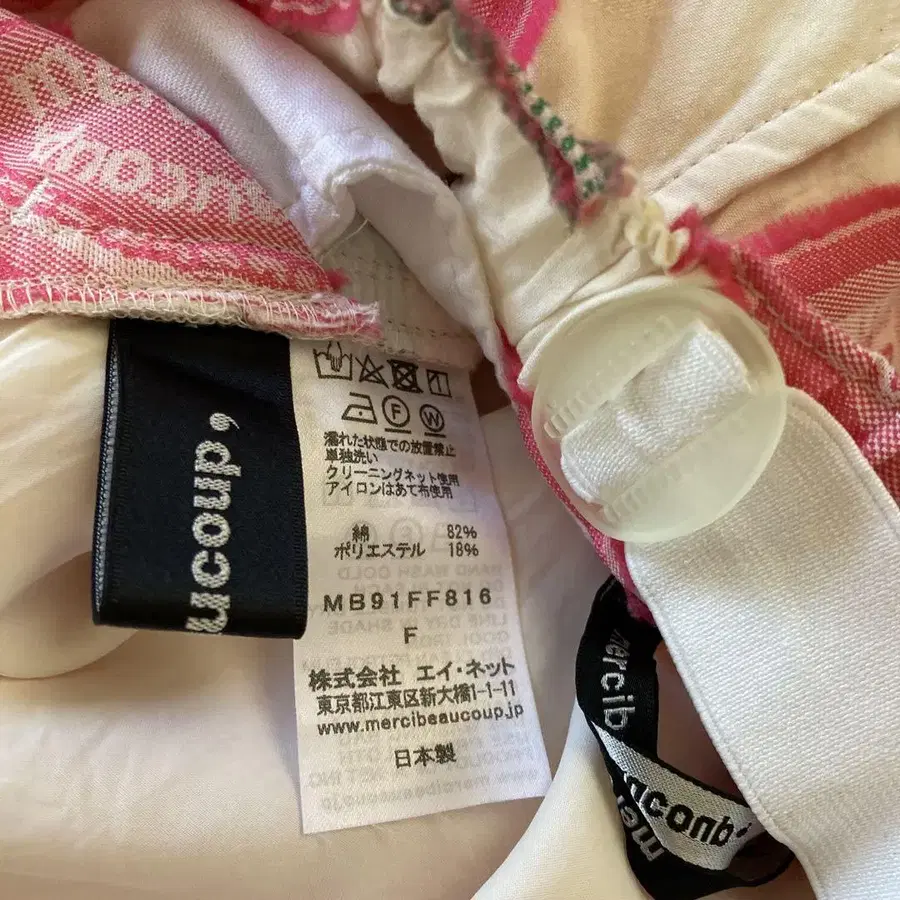 ucoup,
F
W
濡れた状態での放置禁止
単独洗い
クリーニングネット使用
アイロンはあて布使用
綿 82%
ポリエステル 18%
MB91FF816
F
株式会社 エイ・ネット
東京都江東区新大橋1-1-11
www.mercibeaucoup.jp
日本製
mercib